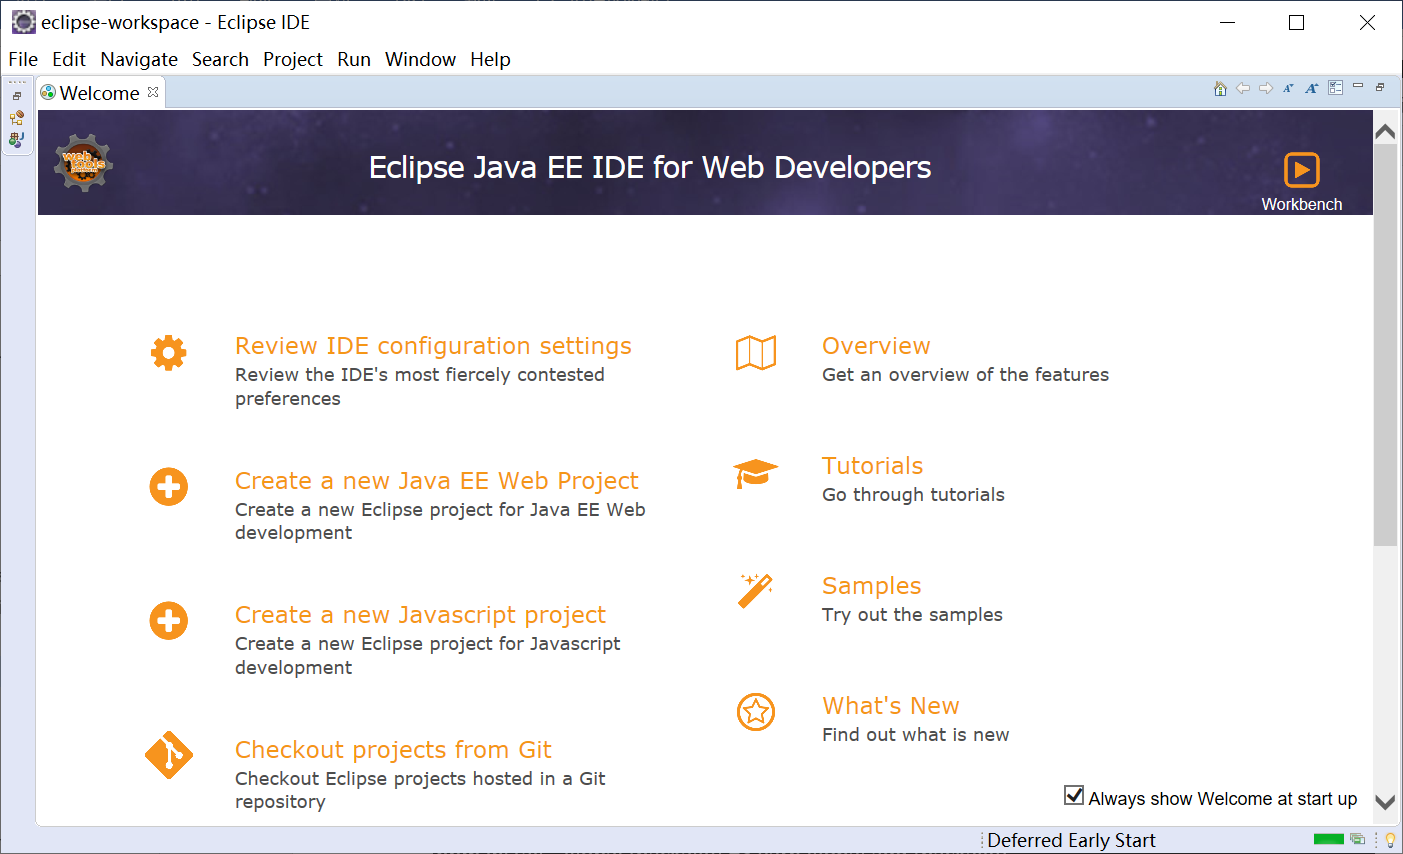 eclipse-workspace - Eclipse IDE
File Edit Navigate Search Project Run Window Help
Welcome
web
tools
Eclipse Java EE IDE for Web Developers
Workbench
Review IDE configuration settings
Review the IDE's most fiercely contested
preferences
Create a new Java EE Web Project
Create a new Eclipse project for Java EE Web
development
Create a new Javascript project
Create a new Eclipse project for Javascript
development
Checkout projects from Git
Checkout Eclipse projects hosted in a Git
repository
Overview
Get an overview of the features
Tutorials
Go through tutorials
Samples
Try out the samples
What's New
Find out what is new
Always show Welcome at start up
Deferred Early Start